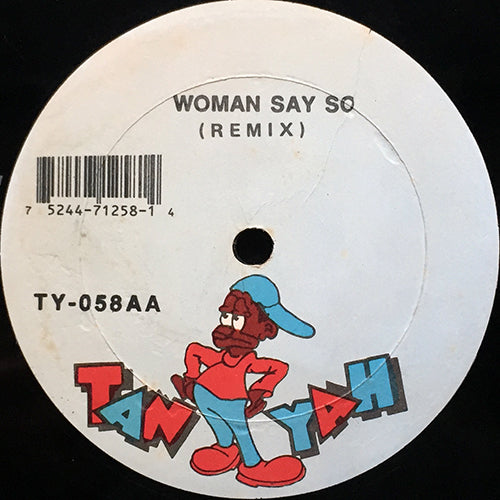 WOMAN SAY SO
(REMIX)
7 5244-71258-1 4
TY-058AA
TAN YAH